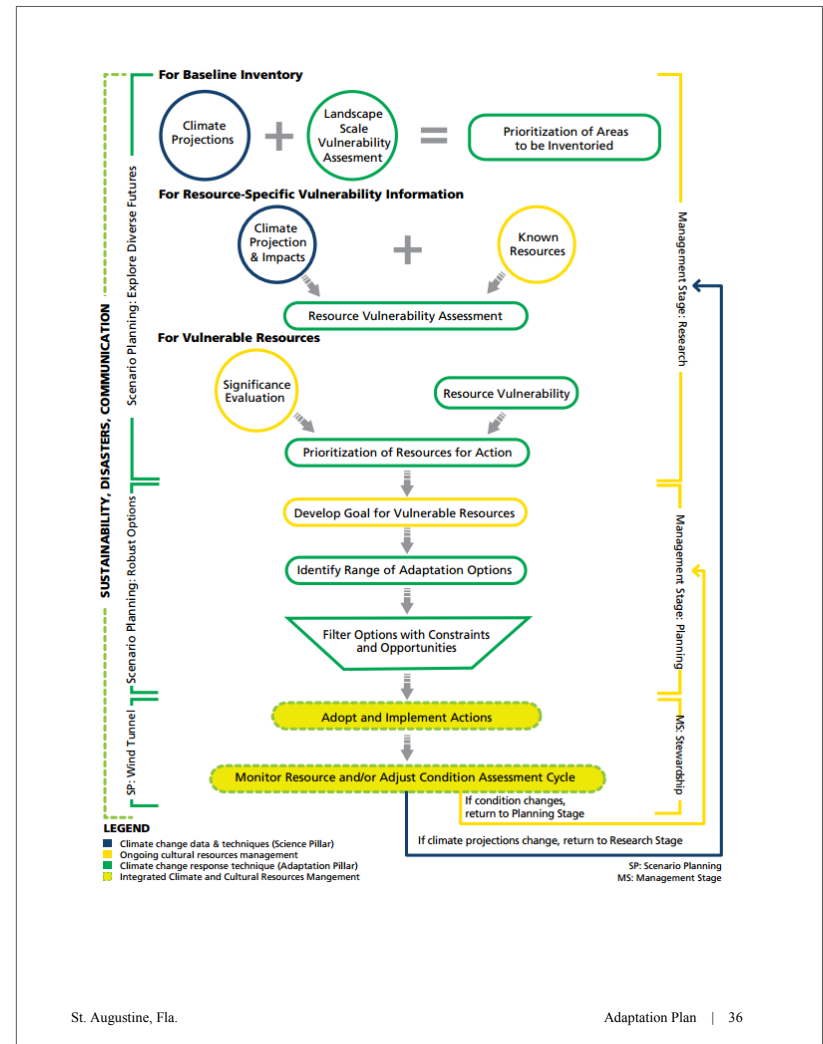 For Baseline Inventory
Climate
Projections
+
Landscape
Scale
Vulnerability
Assesment
=
Prioritization of Areas
to be Inventoried
For Resource-Specific Vulnerability Information
Climate
Projection
& Impacts
+
Known
Resources
Resource Vulnerability Assessment
For Vulnerable Resources
Significance
Evaluation
Resource Vulnerability
Prioritization of Resources for Action
Develop Goal for Vulnerable Resources
Identify Range of Adaptation Options
Filter Options with Constraints
and Opportunities
Adopt and Implement Actions
Monitor Resource and/or Adjust Condition Assessment Cycle
If condition changes,
return to Planning Stage
If climate projections change, return to Research Stage
SUSTAINABILITY, DISASTERS, COMMUNICATION
Scenario Planning: Explore Diverse Futures
Scenario Planning: Robust Options
SP: Wind Tunnel
Management Stage: Research
Management Stage: Planning
MS: Stewardship
LEGEND
Climate change data & techniques (Science Pillar)
Ongoing cultural resources management
Climate change response technique (Adaptation Pillar)
Integrated Climate and Cultural Resources Mangement
SP: Scenario Planning
MS: Management Stage
St. Augustine, Fla.
Adaptation Plan | 36